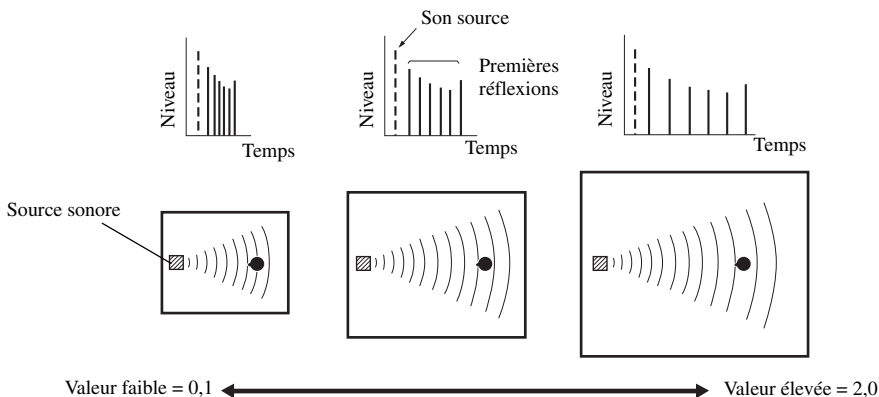 Son source
Premières
réflexions
Niveau
Temps
Niveau
Temps
Niveau
Temps
Source sonore
Valeur faible = 0,1
Valeur élevée = 2,0